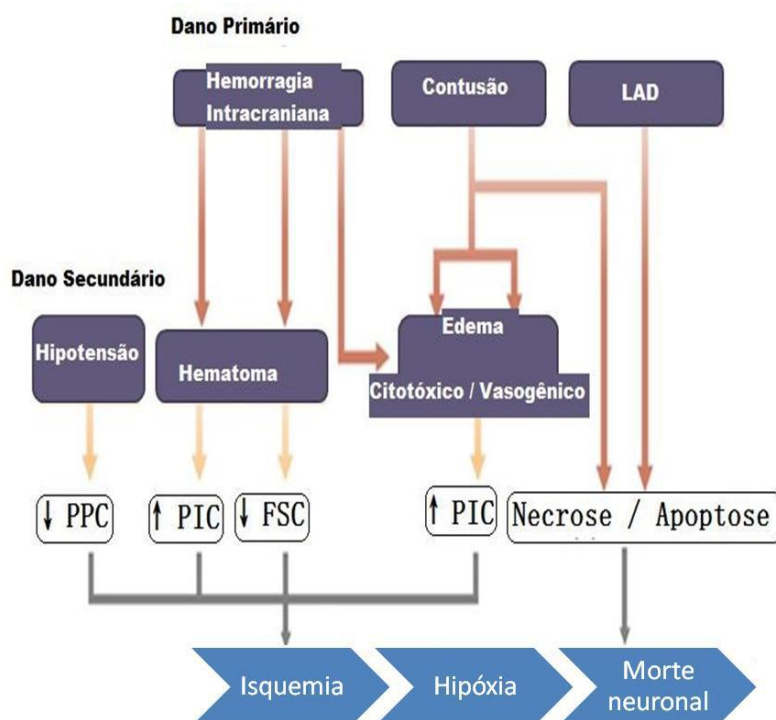 Dano Primário
Hemorragia
Intracraniana
Contusão
LAD
Dano Secundário
Hipotensão
Hematoma
Edema
Citotóxico / Vasogênico
↓ PPC
↑ PIC
↓ FSC
↑ PIC
Necrose / Apoptose
Isquemia
Hipóxia
Morte
neuronal